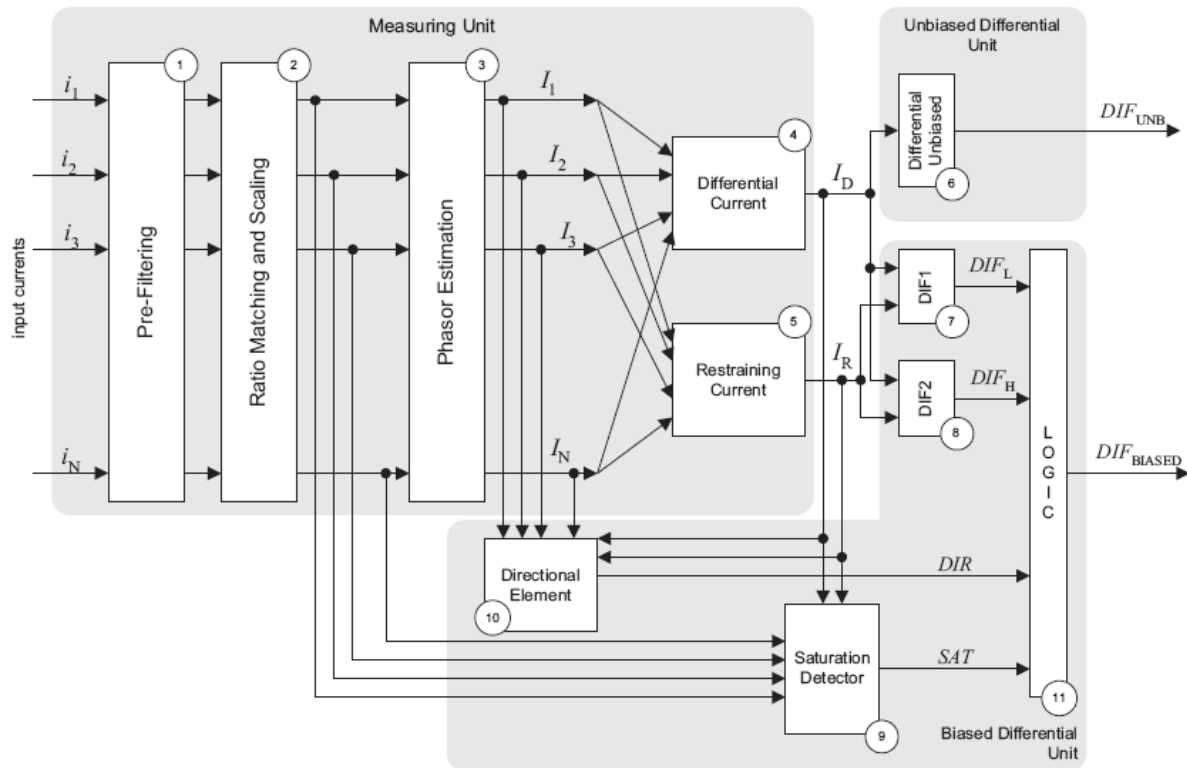 Measuring Unit
Unbiased Differential
Unit
1
2
3
4
5
6
7
8
9
10
11
input currents
i1
i2
i3
iN
Pre-Filtering
Ratio Matching and Scaling
Phasor Estimation
I1
I2
I3
IN
Differential
Current
Restraining
Current
ID
IR
Differential
Unbiased
DIFUNB
DIF1
DIFL
DIF2
DIFH
LOGIC
DIFBIASED
Directional
Element
DIR
Saturation
Detector
SAT
Biased Differential
Unit